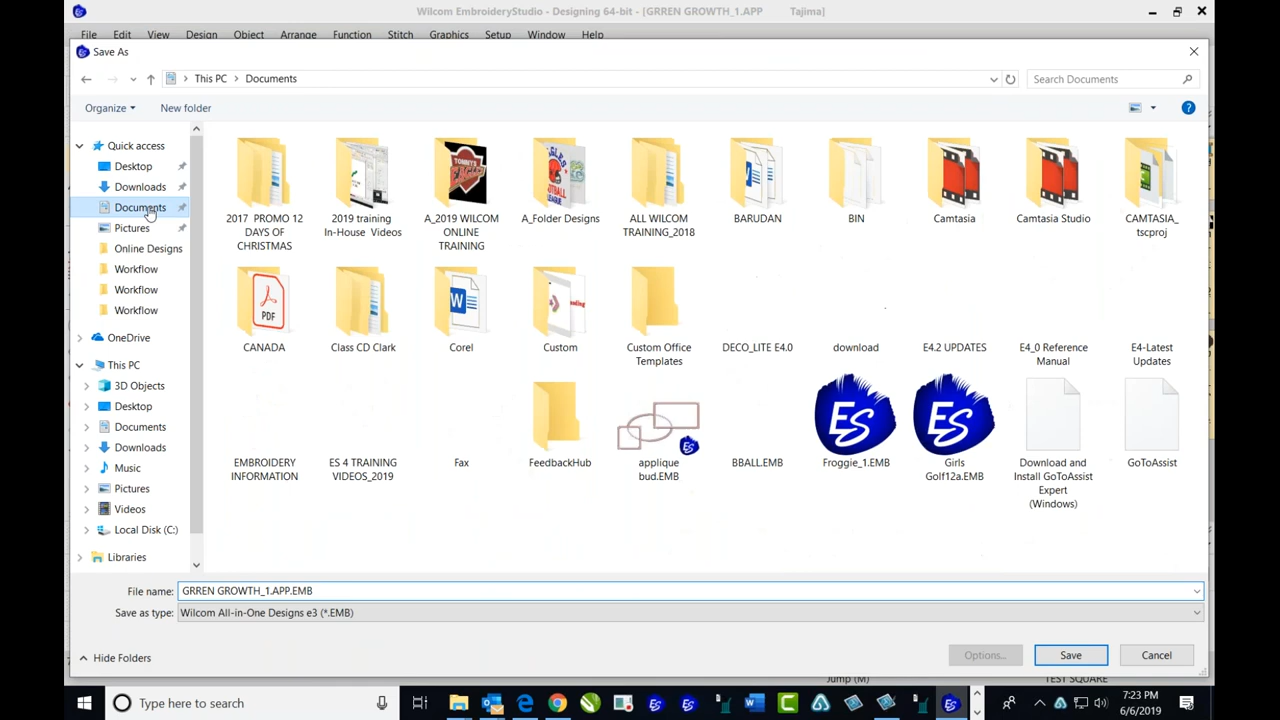 Wilcom EmbroideryStudio - Designing 64-bit - [GRREN GROWTH_1.APP Tajima]
File Edit View Design Object Arrange Function Stitch Graphics Setup Window Help
Save As
This PC > Documents
Search Documents
Organize
New folder
Quick access
Desktop
Downloads
Documents
Pictures
Online Designs
Workflow
Workflow
Workflow
OneDrive
This PC
3D Objects
Desktop
Documents
Downloads
Music
Pictures
Videos
Local Disk (C:)
Libraries
2017 PROMO 12
DAYS OF
CHRISTMAS
2019 training
In-House Videos
A_2019 WILCOM
ONLINE
TRAINING
A_Folder Designs
ALL WILCOM
TRAINING_2018
BARUDAN
BIN
Camtasia
Camtasia Studio
CAMTASIA_
tscproj
PDF
CANADA
Class CD Clark
Corel
Custom
Custom Office
Templates
DECO_LITE E4.0
download
E4.2 UPDATES
E4_0 Reference
Manual
E4-Latest
Updates
EMBROIDERY
INFORMATION
ES 4 TRAINING
VIDEOS_2019
Fax
FeedbackHub
applique
bud.EMB
BBALL.EMB
ES
Froggie_1.EMB
ES
Girls
Golf12a.EMB
Download and
Install GoToAssist
Expert
(Windows)
GoToAssist
File name: GRREN GROWTH_1.APP.EMB
Save as type: Wilcom All-in-One Designs e3 (*.EMB)
Hide Folders
Options...
Save
Cancel
Jump (M)
TEST SQUARE
Type here to search
7:23 PM
6/6/2019